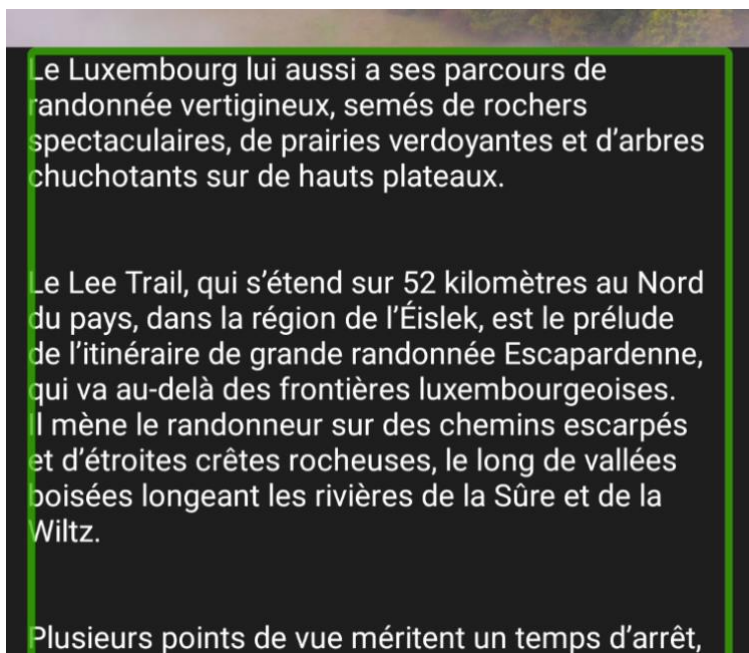 Le Luxembourg lui aussi a ses parcours de
randonnée vertigineux, semés de rochers
spectaculaires, de prairies verdoyantes et d’arbres
chuchotants sur de hauts plateaux.
Le Lee Trail, qui s’étend sur 52 kilomètres au Nord
du pays, dans la région de l’Éislek, est le prélude
de l’itinéraire de grande randonnée Escapardenne,
qui va au-delà des frontières luxembourgeoises.
Il mène le randonneur sur des chemins escarpés
et d’étroites crêtes rocheuses, le long de vallées
boisées longeant les rivières de la Sûre et de la
Wiltz.
Plusieurs points de vue méritent un temps d’arrêt,